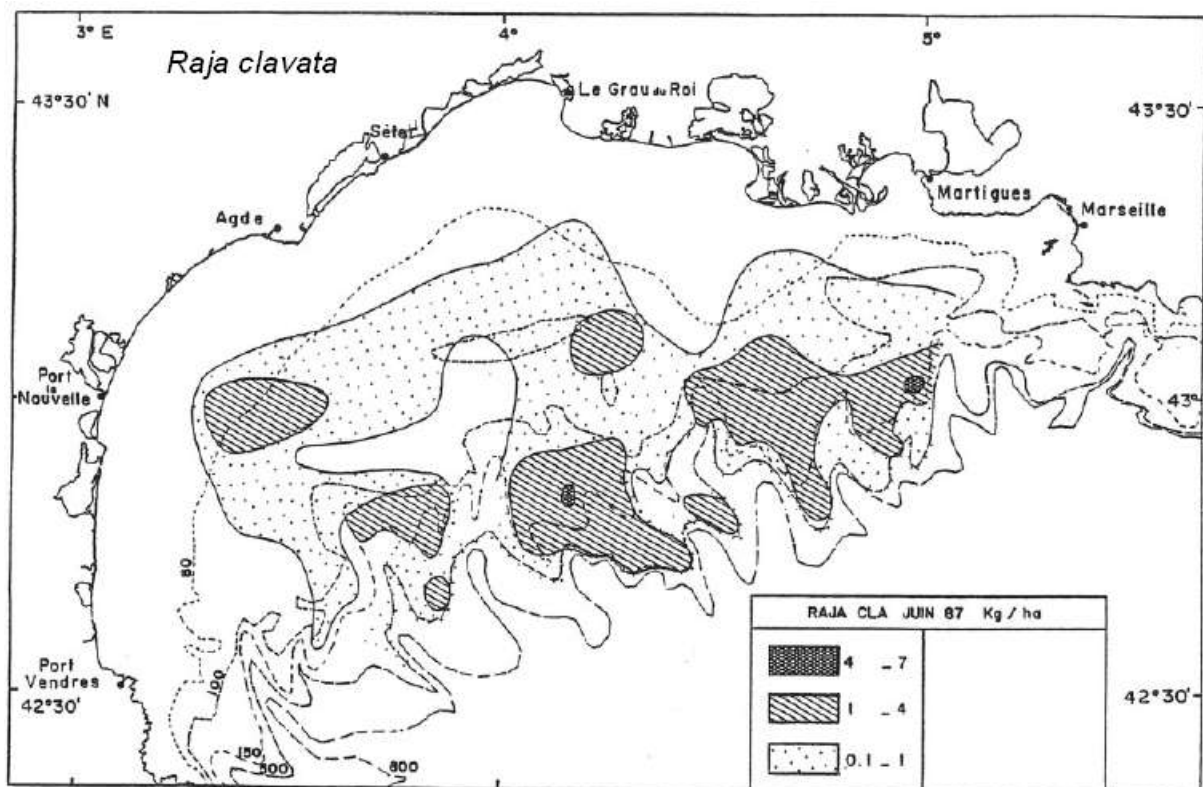 3° E 4° 5°
Raja clavata
43°30' N
43°30'
Le Grau du Roi
Sète
Martigues
Marseille
Agde
Port la Nouvelle
43°
80
Port Vendres
42°30'
42°30'
100
150
500
800
RAJA CLA JUIN 87 Kg / ha
4 _ 7
1 _ 4
0.1 _ 1